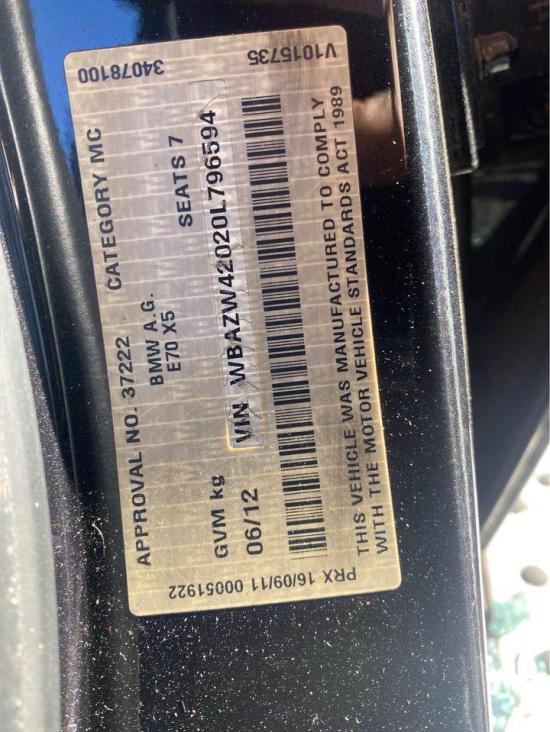 34078100
V1015735
APPROVAL NO. 37222 CATEGORY MC
BMW A.G.
E70 X5
GVM kg SEATS 7
06/12 VIN WBAZW42020L796594
THIS VEHICLE WAS MANUFACTURED TO COMPLY
WITH THE MOTOR VEHICLE STANDARDS ACT 1989
PRX 16/09/11 00051922